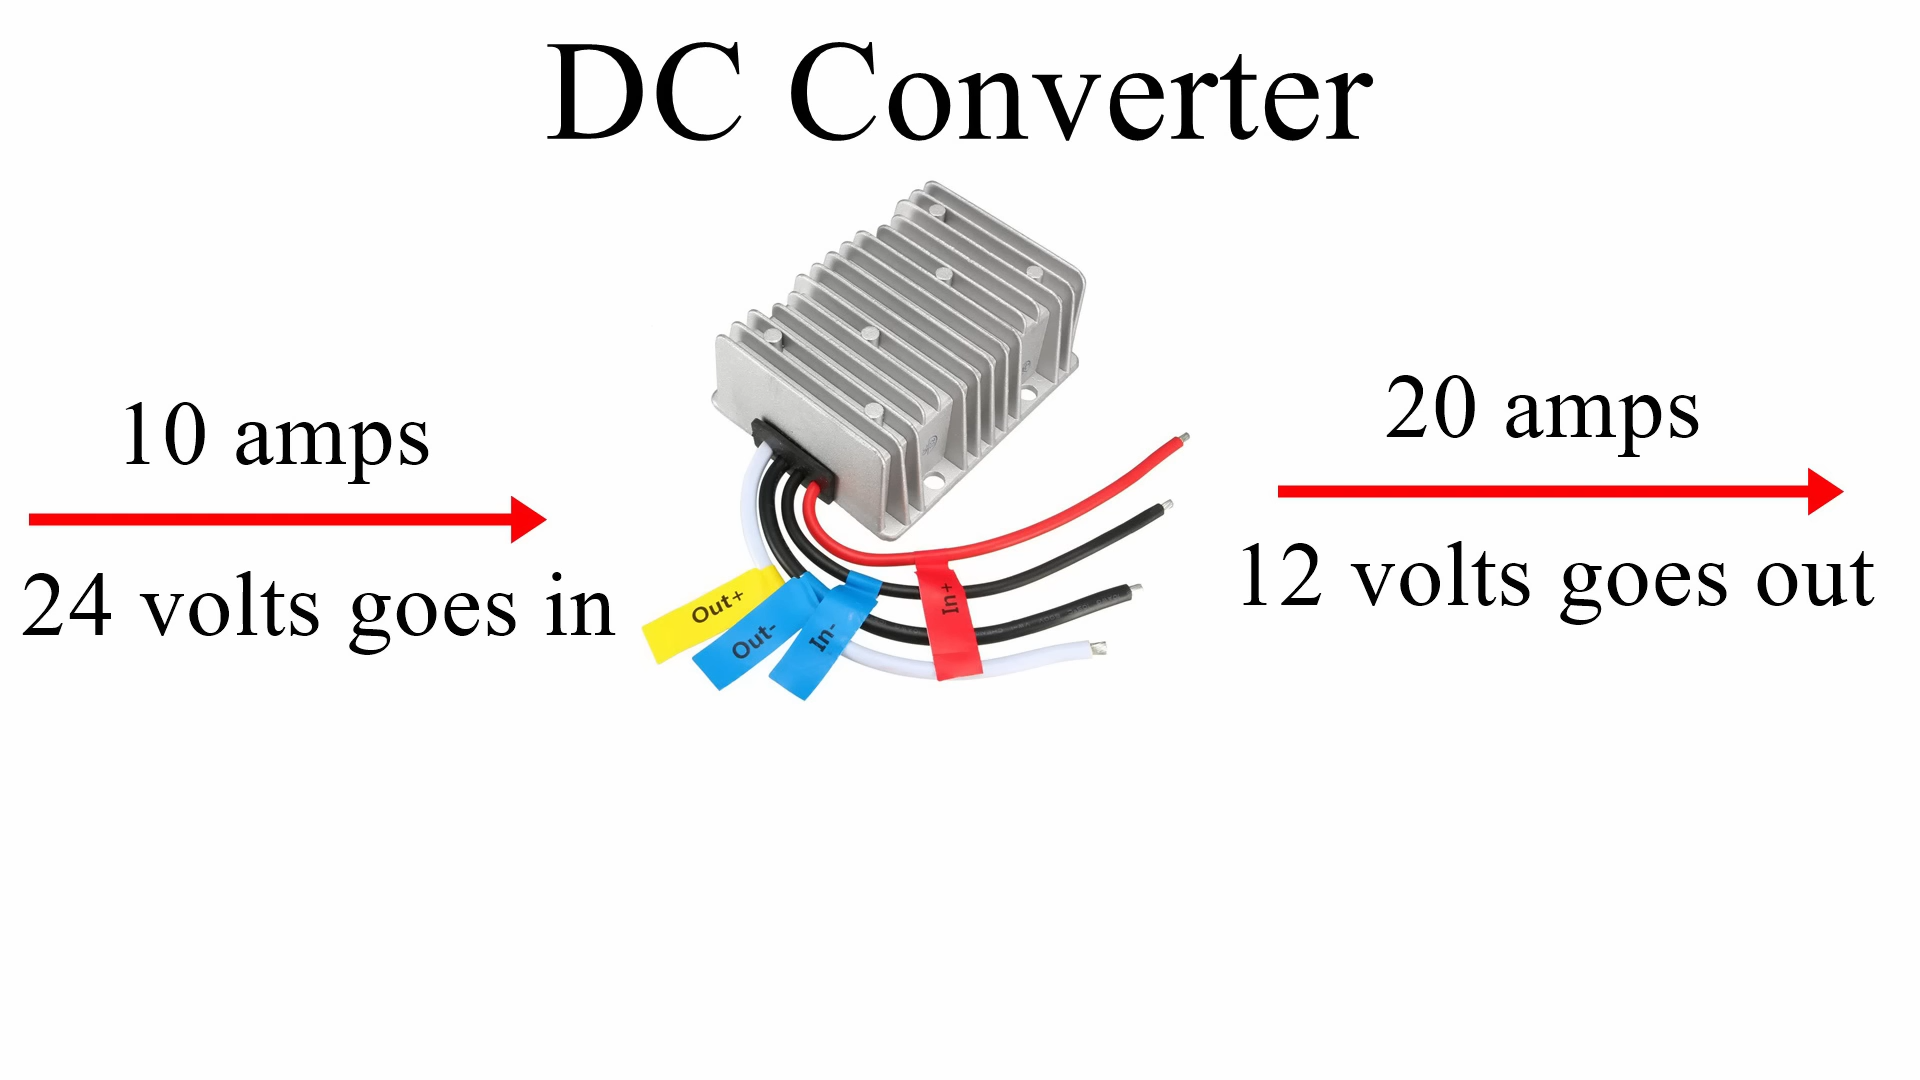 DC Converter
10 amps
24 volts goes in
20 amps
12 volts goes out
Out+
Out-
In-
In+